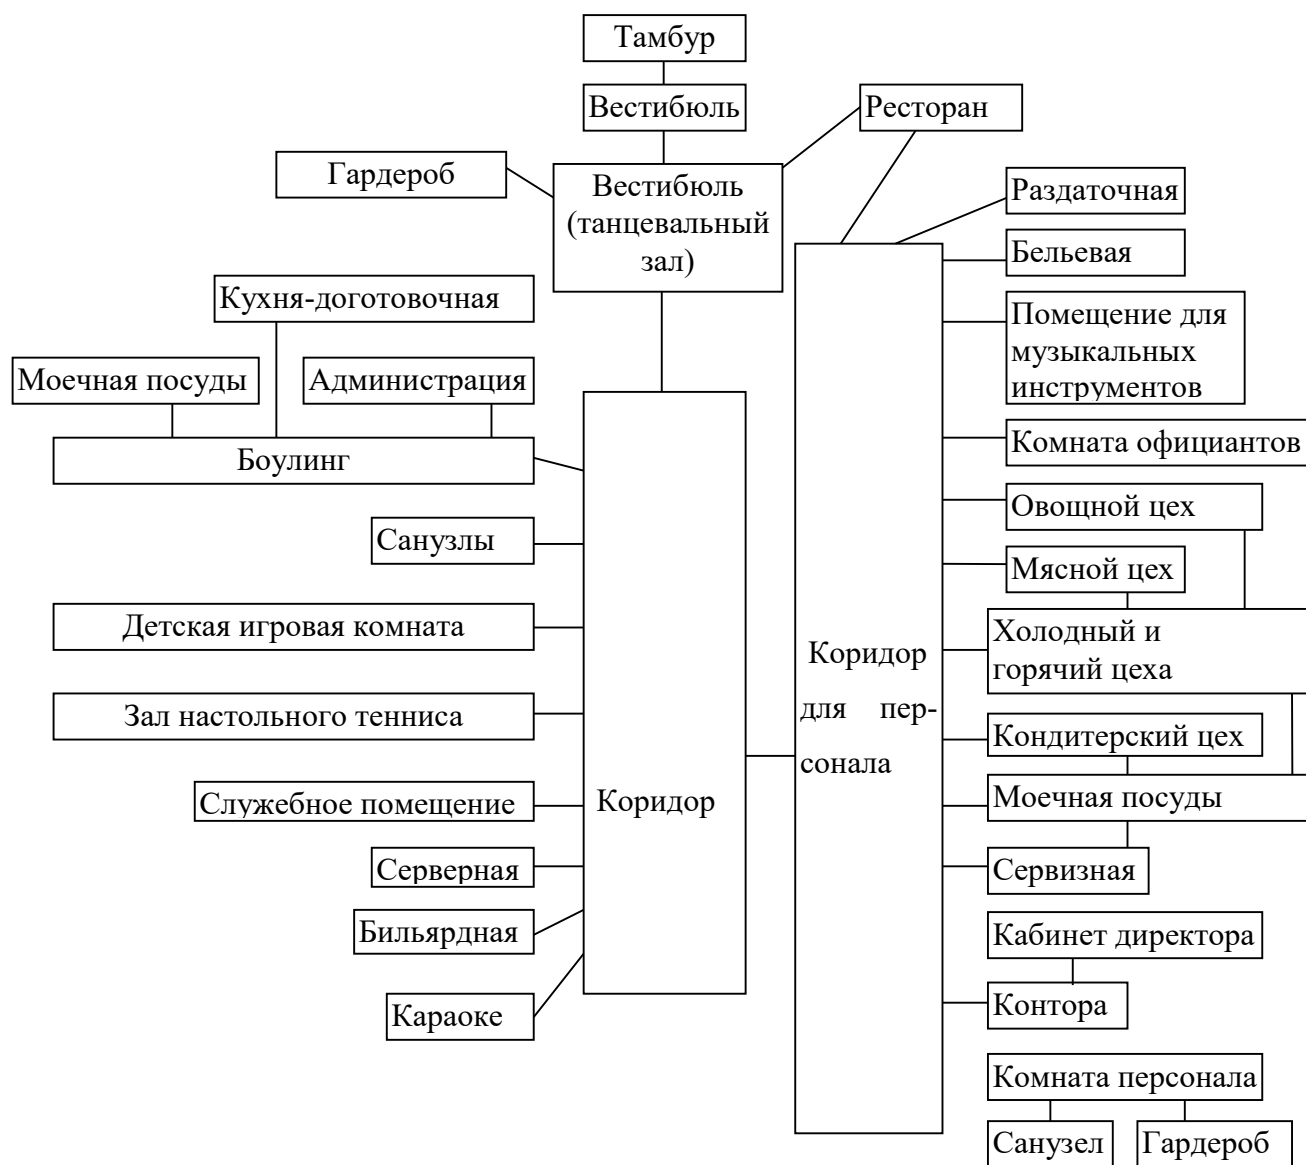 Тамбур
Вестибюль
Ресторан
Гардероб
Вестибюль
(танцевальный
зал)
Раздаточная
Бельевая
Кухня-доготовочная
Помещение для
музыкальных
инструментов
Моечная посуды
Администрация
Боулинг
Комната официантов
Овощной цех
Санузлы
Мясной цех
Детская игровая комната
Холодный и
горячий цеха
Коридор
для пер-
сонала
Зал настольного тенниса
Кондитерский цех
Служебное помещение
Коридор
Моечная посуды
Серверная
Сервизная
Бильярдная
Кабинет директора
Караоке
Контора
Комната персонала
Санузел
Гардероб